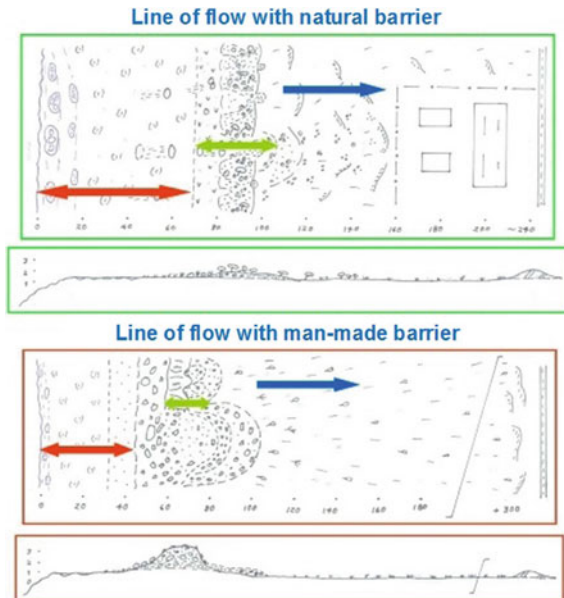 Line of flow with natural barrier
0 20 40 60 80 100 120 140 160 180 200 ~240
Line of flow with man-made barrier
0 20 40 60 80 100 120 140 160 180 +300